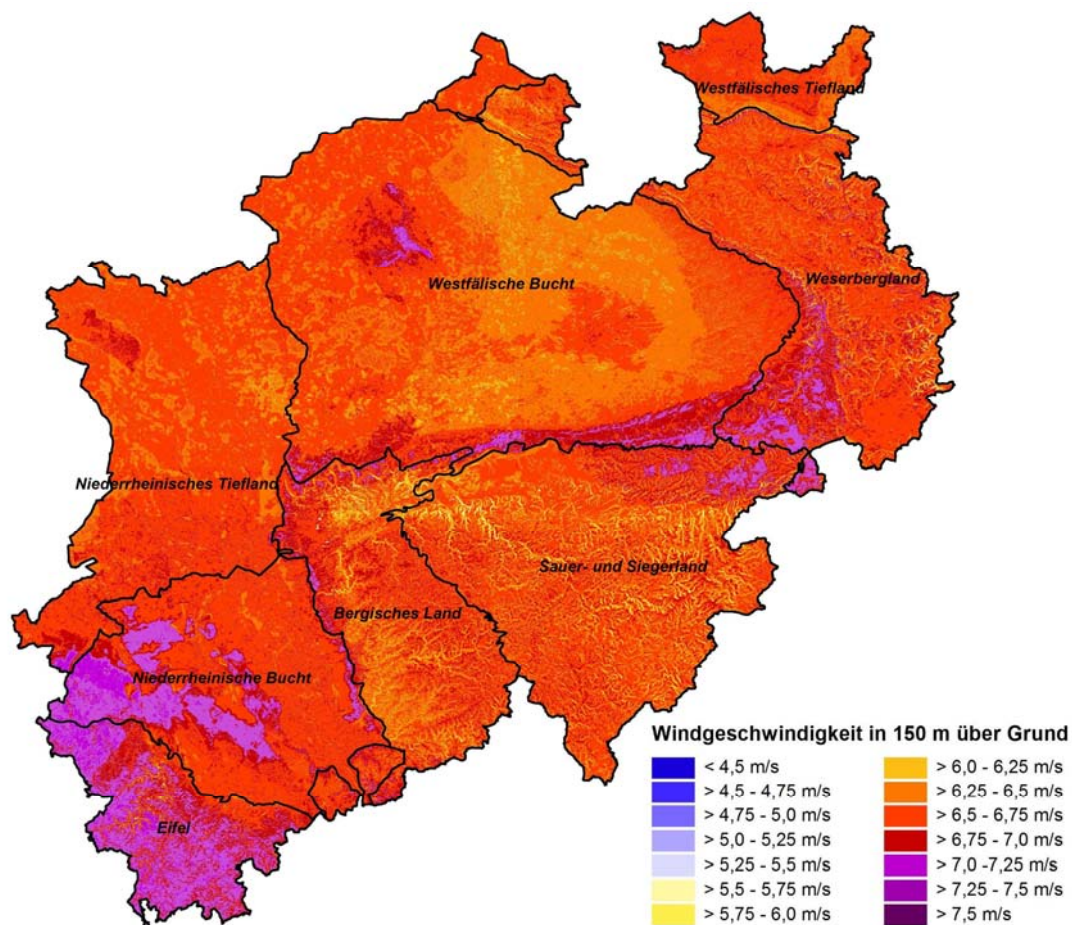 Westfälisches Tiefland
Westfälische Bucht
Weserbergland
Niederrheinisches Tiefland
Sauer- und Siegerland
Bergisches Land
Niederrheinische Bucht
Eifel
Windgeschwindigkeit in 150 m über Grund
< 4,5 m/s
> 4,5 - 4,75 m/s
> 4,75 - 5,0 m/s
> 5,0 - 5,25 m/s
> 5,25 - 5,5 m/s
> 5,5 - 5,75 m/s
> 5,75 - 6,0 m/s
> 6,0 - 6,25 m/s
> 6,25 - 6,5 m/s
> 6,5 - 6,75 m/s
> 6,75 - 7,0 m/s
> 7,0 -7,25 m/s
> 7,25 - 7,5 m/s
> 7,5 m/s